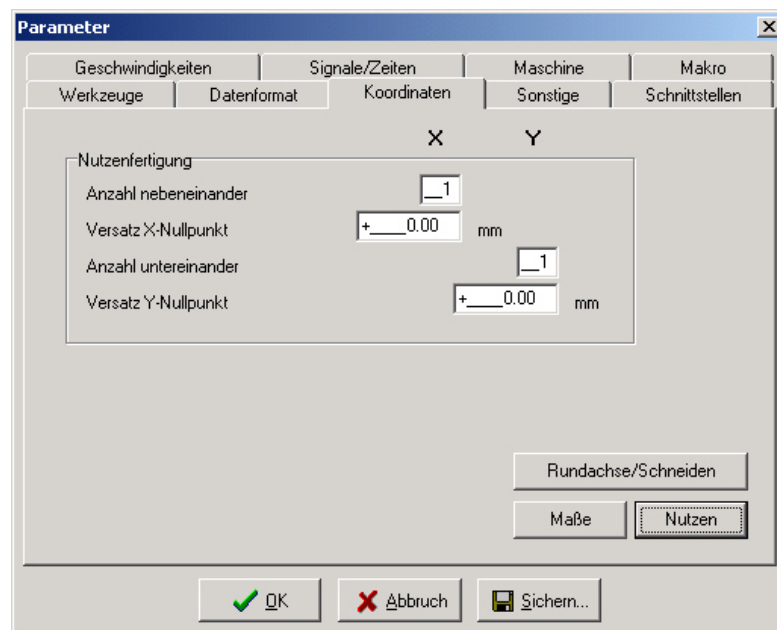 Parameter
Geschwindigkeiten Signale/Zeiten Maschine Makro
Werkzeuge Datenformat Koordinaten Sonstige Schnittstellen
X Y
Nutzenfertigung
Anzahl nebeneinander __1
Versatz X-Nullpunkt +____0.00 mm
Anzahl untereinander __1
Versatz Y-Nullpunkt +____0.00 mm
Rundachse/Schneiden
Maße Nutzen
OK Abbruch Sichern...